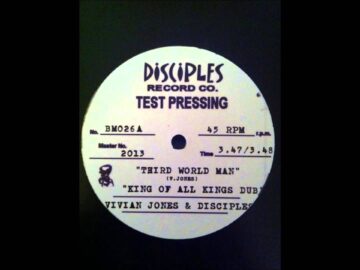 DiSCiPLES
RECORD CO.
TEST PRESSING
No. BM026A 45 RPM r.p.m.
Master No. 2013 Time 3.47/3.48
"THIRD WORLD MAN"
(V.JONES)
"KING OF ALL KINGS DUB"
VIVIAN JONES & DISCIPLES